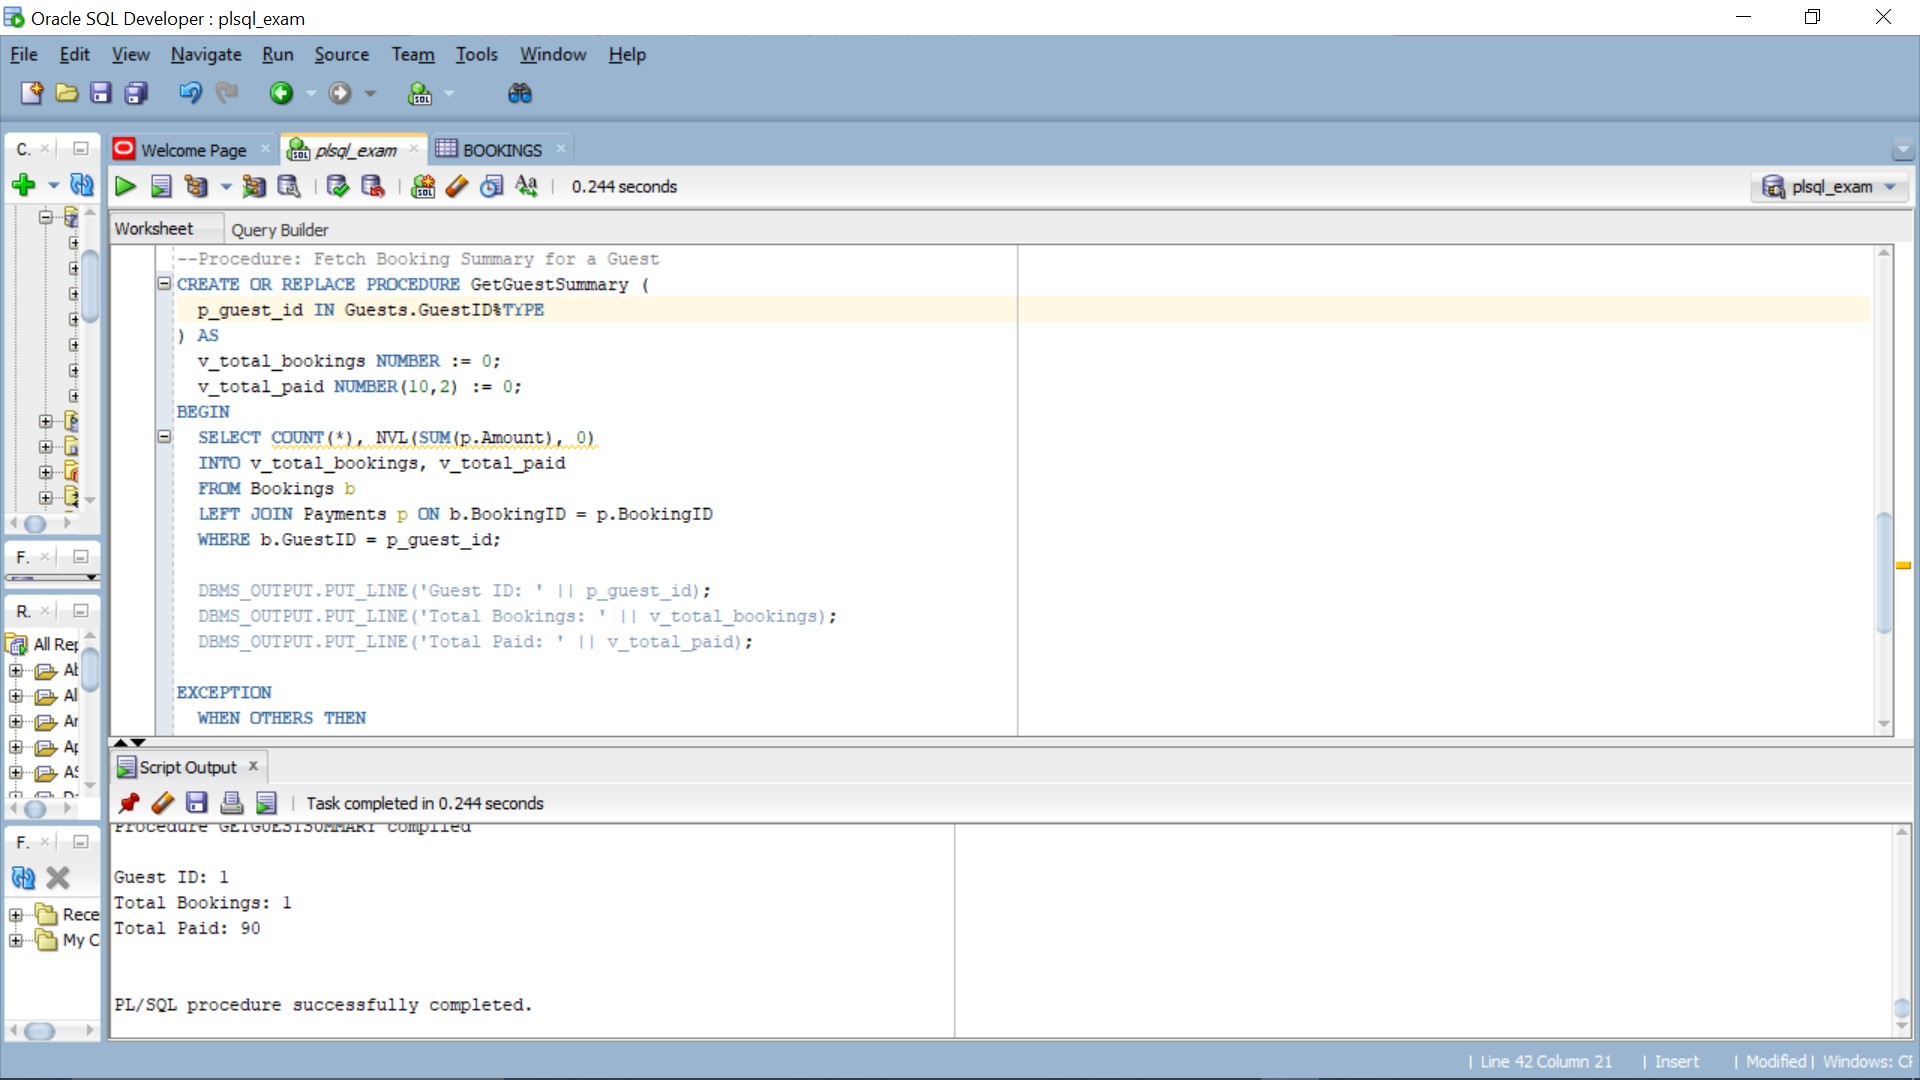 Oracle SQL Developer : plsql_exam
File Edit View Navigate Run Source Team Tools Window Help
C.
Welcome Page
plsql_exam
BOOKINGS
0.244 seconds
plsql_exam
Worksheet
Query Builder
--Procedure: Fetch Booking Summary for a Guest
CREATE OR REPLACE PROCEDURE GetGuestSummary (
p_guest_id IN Guests.GuestID%TYPE
) AS
v_total_bookings NUMBER := 0;
v_total_paid NUMBER(10,2) := 0;
BEGIN
SELECT COUNT(*), NVL(SUM(p.Amount), 0)
INTO v_total_bookings, v_total_paid
FROM Bookings b
LEFT JOIN Payments p ON b.BookingID = p.BookingID
WHERE b.GuestID = p_guest_id;
DBMS_OUTPUT.PUT_LINE('Guest ID: ' || p_guest_id);
DBMS_OUTPUT.PUT_LINE('Total Bookings: ' || v_total_bookings);
DBMS_OUTPUT.PUT_LINE('Total Paid: ' || v_total_paid);
EXCEPTION
WHEN OTHERS THEN
F.
R.
All Rep
Al
Ar
Ap
AS
F.
Rece
My C
Script Output
Task completed in 0.244 seconds
Procedure GETGUESTSUMMARY compiled
Guest ID: 1
Total Bookings: 1
Total Paid: 90
PL/SQL procedure successfully completed.
Line 42 Column 21 | Insert | Modified | Windows: CF